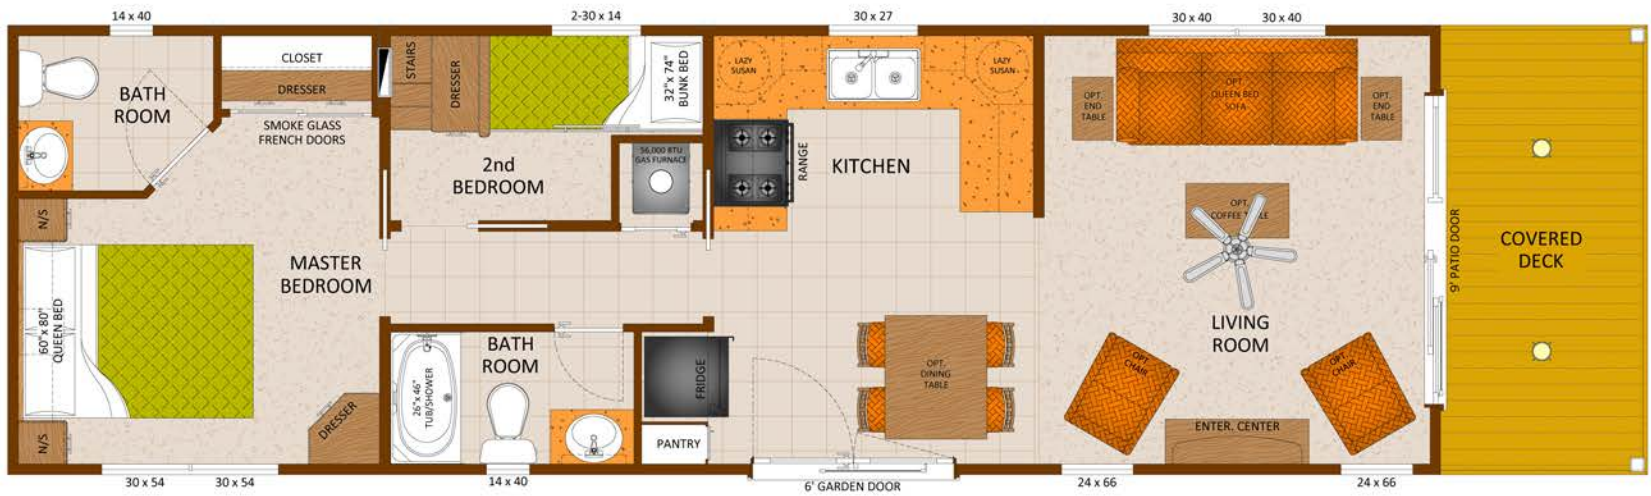 14 x 40
2-30 x 14
30 x 27
30 x 40
30 x 40
BATH
ROOM
CLOSET
DRESSER
SMOKE GLASS
FRENCH DOORS
STAIRS
DRESSER
32" x 74"
BUNK BED
2nd
BEDROOM
56,000 BTU
GAS FURNACE
LAZY
SUSAN
LAZY
SUSAN
RANGE
KITCHEN
OPT.
END
TABLE
OPT.
QUEEN BED
SOFA
OPT.
END
TABLE
OPT.
COFFEE
N/S
60" x 80"
QUEEN BED
N/S
MASTER
BEDROOM
DRESSER
BATH
ROOM
26" x 46"
TUB/SHOWER
FRIDGE
PANTRY
OPT.
DINING
TABLE
LIVING
ROOM
OPT.
CHAIR
OPT.
CHAIR
ENTER. CENTER
9' PATIO DOOR
COVERED
DECK
30 x 54
30 x 54
14 x 40
6' GARDEN DOOR
24 x 66
24 x 66